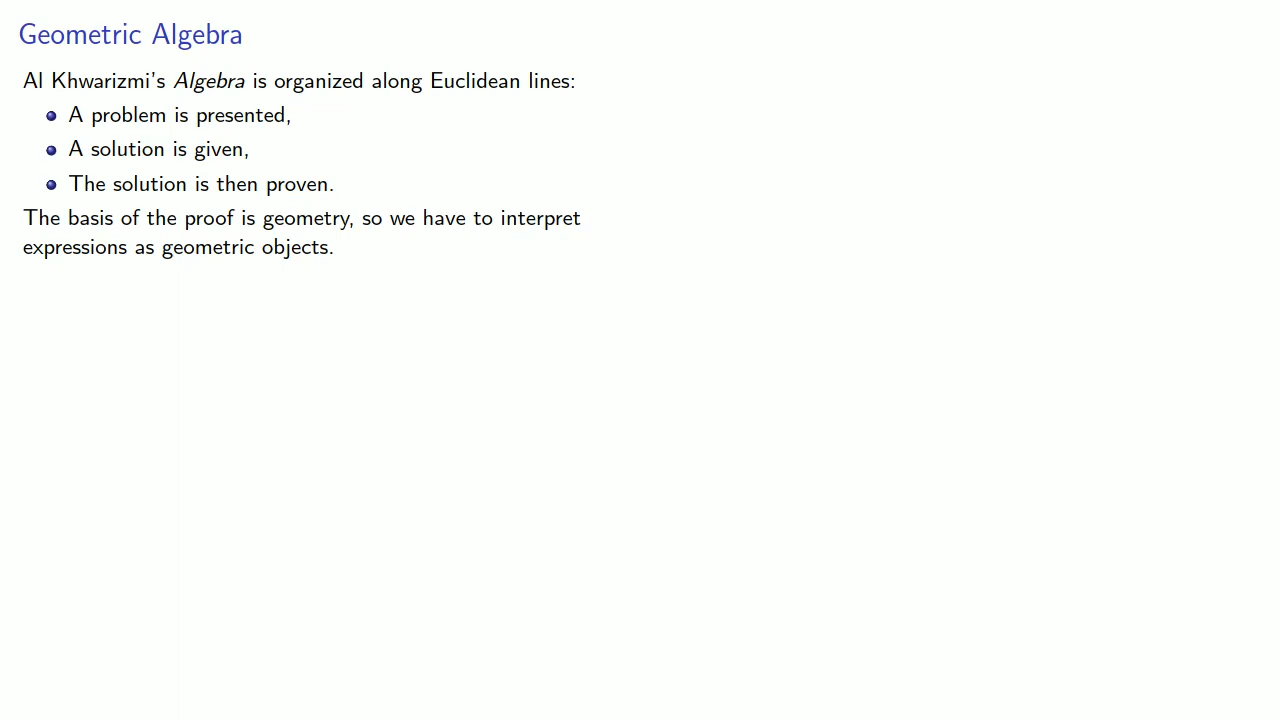 Geometric Algebra
Al Khwarizmi's Algebra is organized along Euclidean lines:
A problem is presented,
A solution is given,
The solution is then proven.
The basis of the proof is geometry, so we have to interpret
expressions as geometric objects.